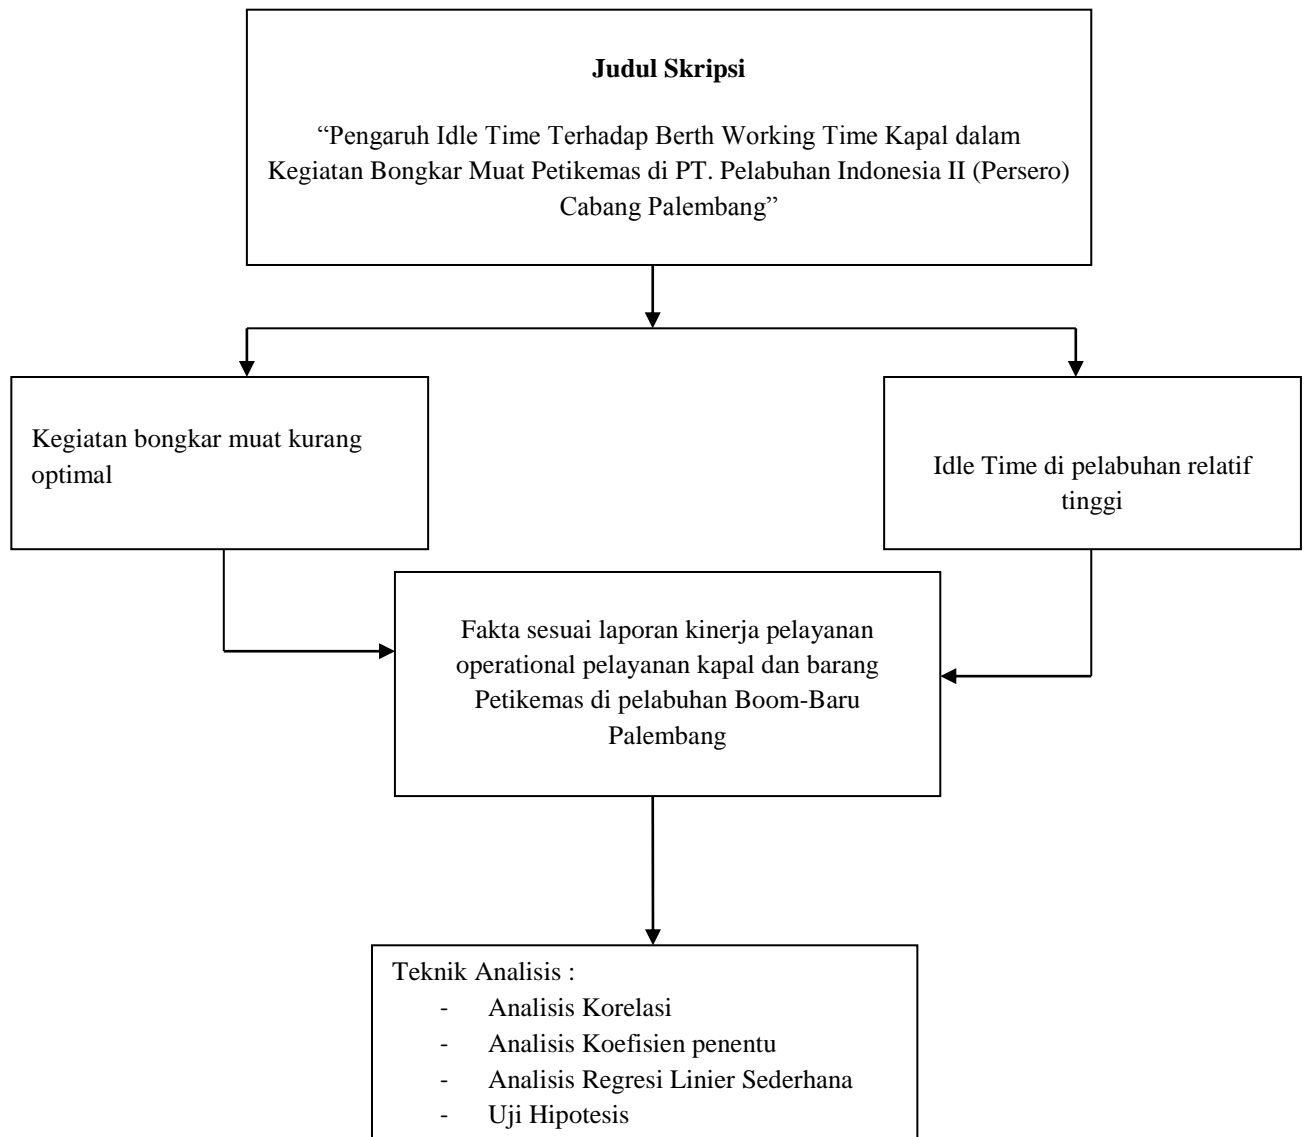 Judul Skripsi
“Pengaruh Idle Time Terhadap Berth Working Time Kapal dalam
Kegiatan Bongkar Muat Petikemas di PT. Pelabuhan Indonesia II (Persero)
Cabang Palembang”
Kegiatan bongkar muat kurang
optimal
Idle Time di pelabuhan relatif
tinggi
Fakta sesuai laporan kinerja pelayanan
operational pelayanan kapal dan barang
Petikemas di pelabuhan Boom-Baru
Palembang
Teknik Analisis :
- Analisis Korelasi
- Analisis Koefisien penentu
- Analisis Regresi Linier Sederhana
- Uji Hipotesis